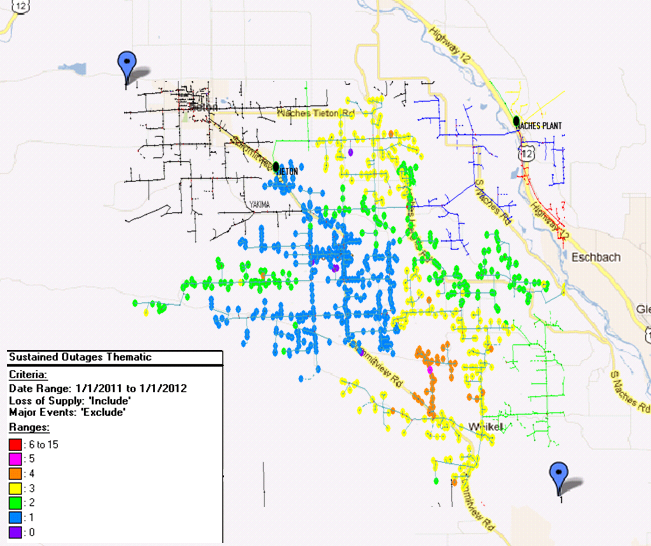 12
Highway 12
Naches Tieton Rd
NACHES PLANT
12
TIETON
YAKIMA
S Naches Rd
Highway 12
Eschbach
Summitview Rd
S Naches Rd
Sustained Outages Thematic
Criteria:
Date Range: 1/1/2011 to 1/1/2012
Loss of Supply: 'Include'
Major Events: 'Exclude'
Ranges:
: 6 to 15
: 5
: 4
: 3
: 2
: 1
: 0
1
Summitview Rd